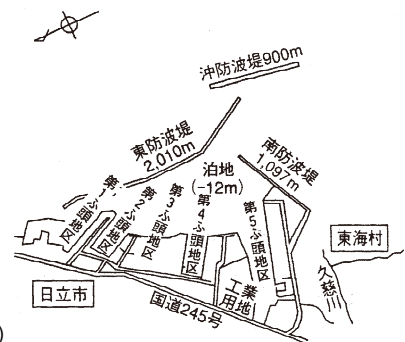 沖防波堤900m
東防波堤
2,010m
南防波堤
1,097m
泊地
(-12m)
第1ふ頭地区
第2ふ頭地区
第3ふ頭地区
第4ふ頭地区
第5ふ頭地区
東海村
工業
用地
久慈川
日立市
国道245号
)